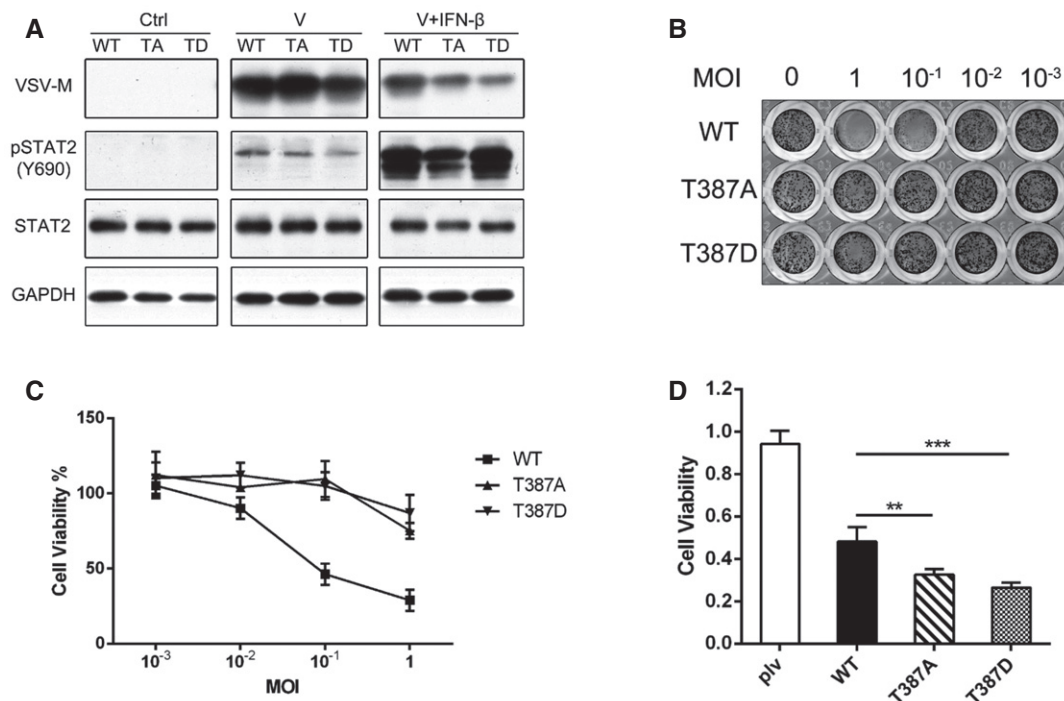 A
Ctrl
V
V+IFN-β
WT TA TD
WT TA TD
WT TA TD
VSV-M
pSTAT2
(Y690)
STAT2
GAPDH
B
MOI 0 1 10-1 10-2 10-3
WT
T387A
T387D
C
Cell Viability %
150
100
50
0
10-3 10-2 10-1 1
MOI
WT
T387A
T387D
D
Cell Viability
1.2
1.0
0.8
0.6
0.4
0.2
0.0
***
**
plv
WT
T387A
T387D